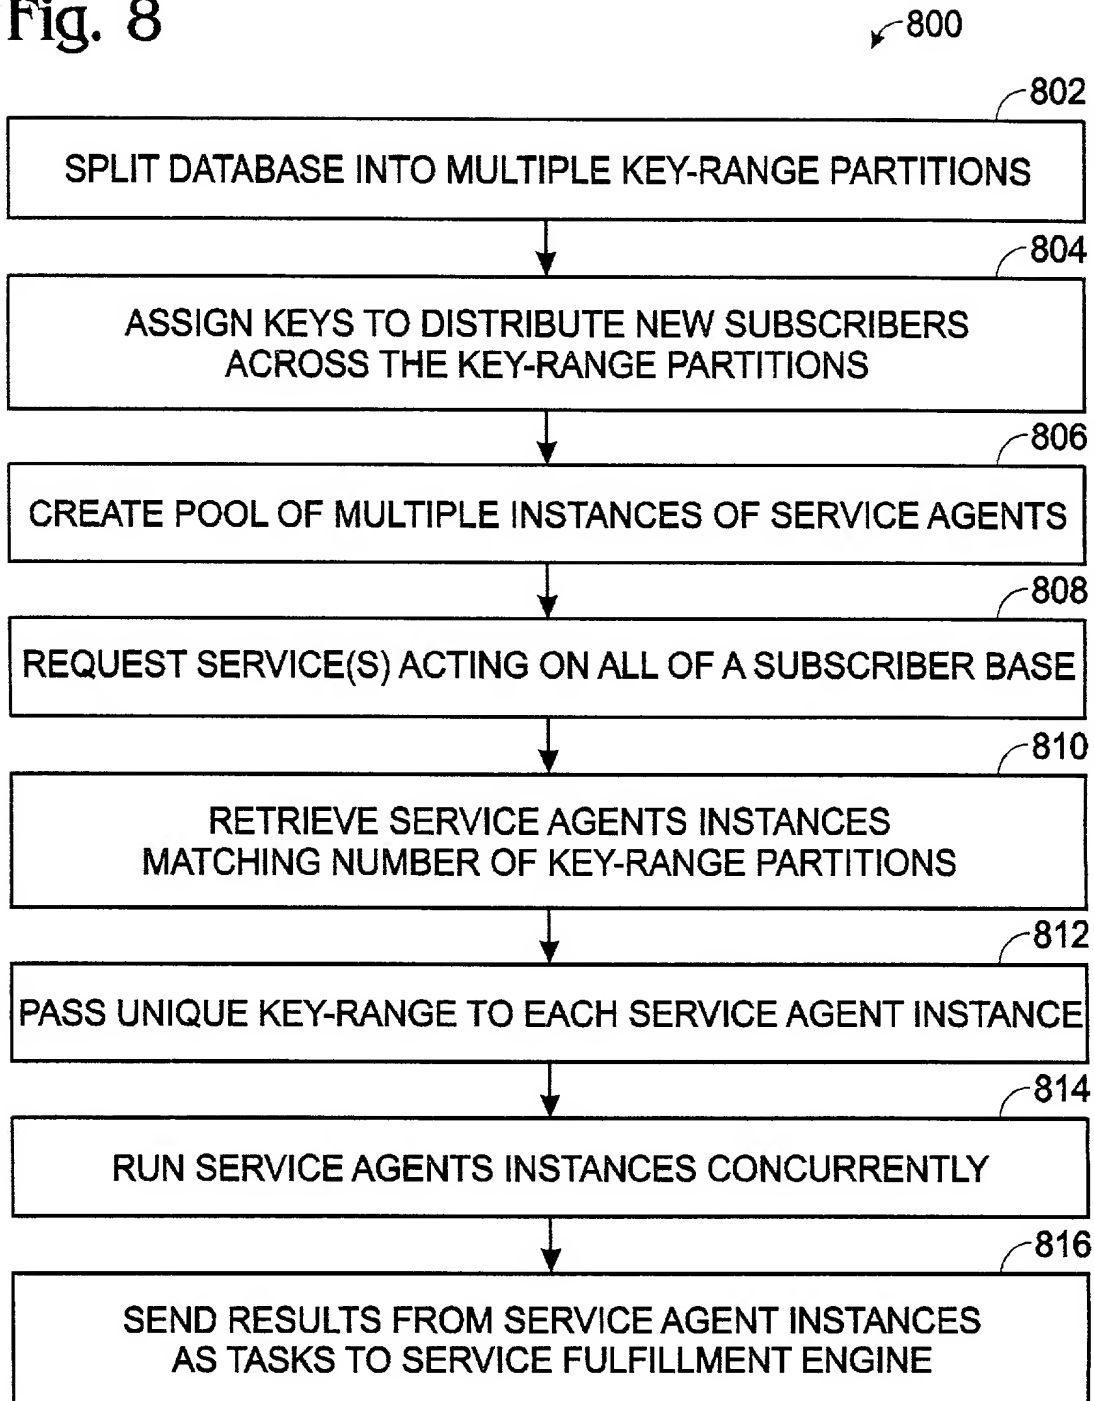 Fig. 8
800
802
SPLIT DATABASE INTO MULTIPLE KEY-RANGE PARTITIONS
804
ASSIGN KEYS TO DISTRIBUTE NEW SUBSCRIBERS
ACROSS THE KEY-RANGE PARTITIONS
806
CREATE POOL OF MULTIPLE INSTANCES OF SERVICE AGENTS
808
REQUEST SERVICE(S) ACTING ON ALL OF A SUBSCRIBER BASE
810
RETRIEVE SERVICE AGENTS INSTANCES
MATCHING NUMBER OF KEY-RANGE PARTITIONS
812
PASS UNIQUE KEY-RANGE TO EACH SERVICE AGENT INSTANCE
814
RUN SERVICE AGENTS INSTANCES CONCURRENTLY
816
SEND RESULTS FROM SERVICE AGENT INSTANCES
AS TASKS TO SERVICE FULFILLMENT ENGINE